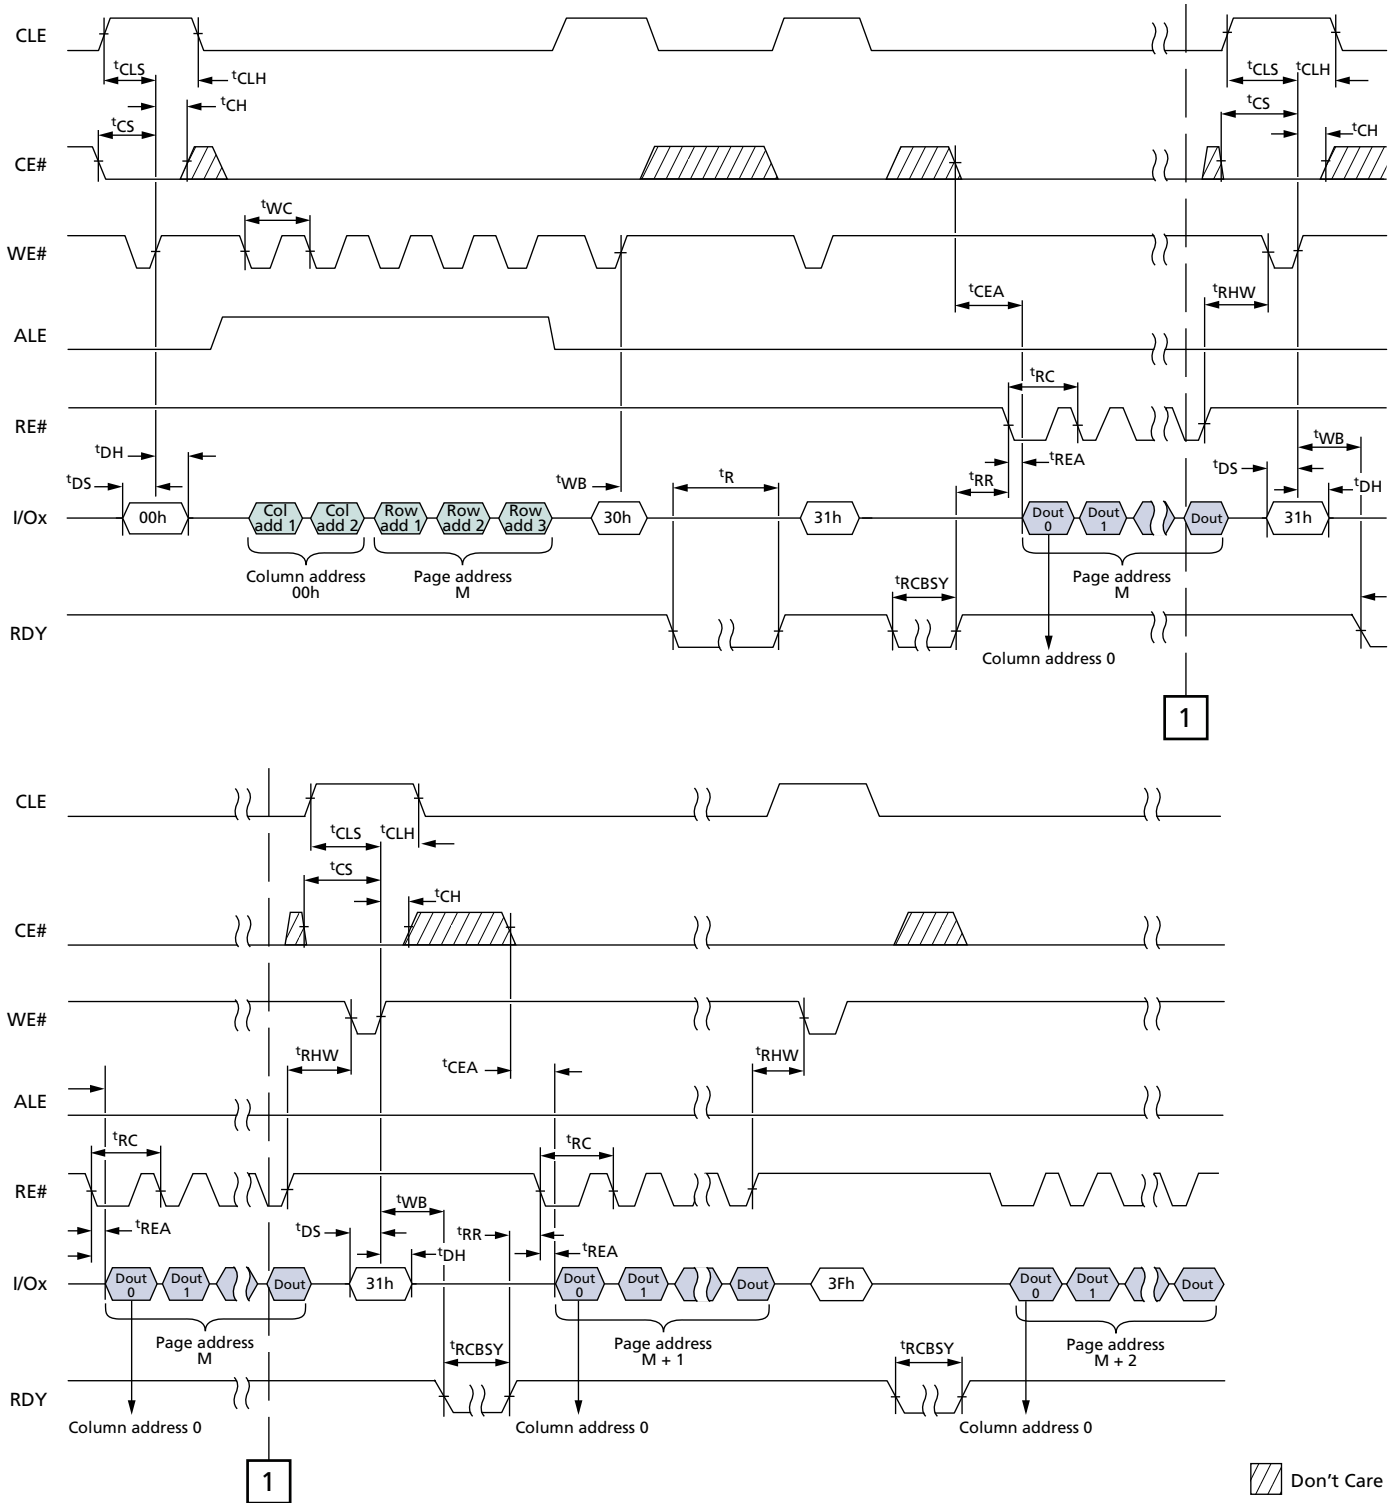 CLE
tCLS
tCLH
tCH
tCS
CE#
tWC
WE#
tCEA
ALE
tRC
RE#
tDH
tDS
tWB
tR
tRR
tREA
I/Ox
00h
Col add 1
Col add 2
Row add 1
Row add 2
Row add 3
30h
31h
Dout 0
Dout 1
Dout
31h
Column address
00h
Page address
M
tRCBSY
Page address
M
RDY
Column address 0
tCLS
tCLH
tCS
tCH
tRHW
tWB
tDS
tDH
1
CLE
tCLS
tCLH
tCS
tCH
CE#
WE#
tRHW
tCEA
tRHW
ALE
tRC
tRC
RE#
tREA
tDS
tWB
tRR
tDH
tREA
I/Ox
Dout 0
Dout 1
Dout
31h
Dout 0
Dout 1
Dout
3Fh
Dout 0
Dout 1
Dout
Page address
M
tRCBSY
Page address
M + 1
tRCBSY
Page address
M + 2
RDY
Column address 0
Column address 0
Column address 0
1
Don't Care